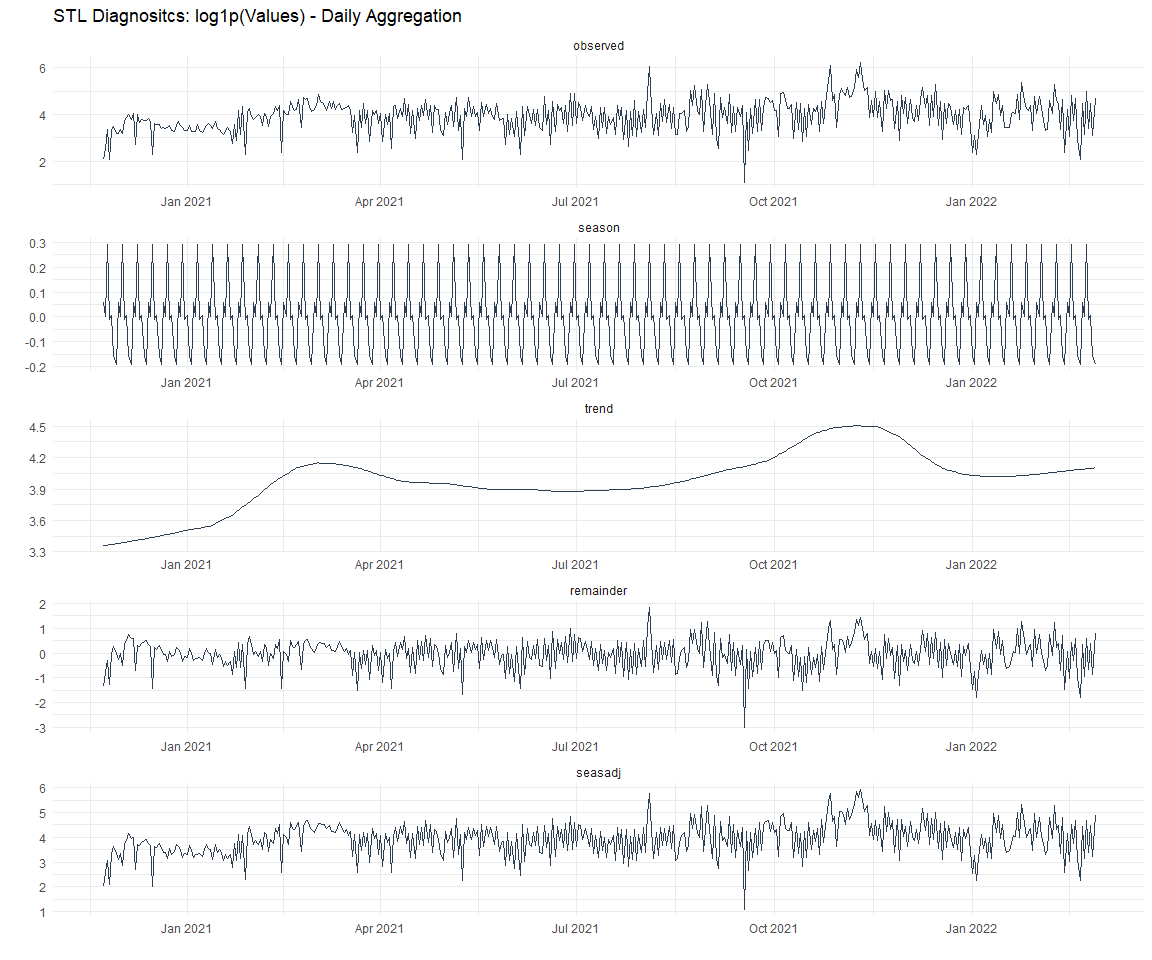 STL Diagnositcs: log1p(Values) - Daily Aggregation
observed
6
4
2
Jan 2021 Apr 2021 Jul 2021 Oct 2021 Jan 2022
season
0.3
0.2
0.1
0.0
-0.1
-0.2
Jan 2021 Apr 2021 Jul 2021 Oct 2021 Jan 2022
trend
4.5
4.2
3.9
3.6
3.3
Jan 2021 Apr 2021 Jul 2021 Oct 2021 Jan 2022
remainder
2
1
0
-1
-2
-3
Jan 2021 Apr 2021 Jul 2021 Oct 2021 Jan 2022
seasadj
6
5
4
3
2
1
Jan 2021 Apr 2021 Jul 2021 Oct 2021 Jan 2022